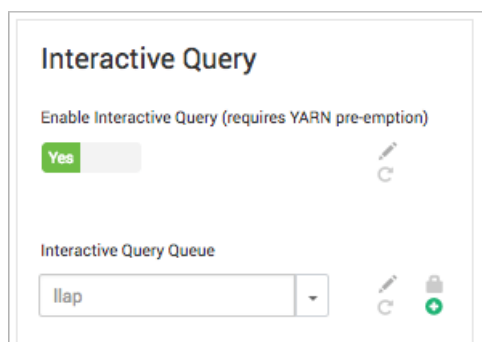 Interactive Query
Enable Interactive Query (requires YARN pre-emption)
Yes
Interactive Query Queue
llap